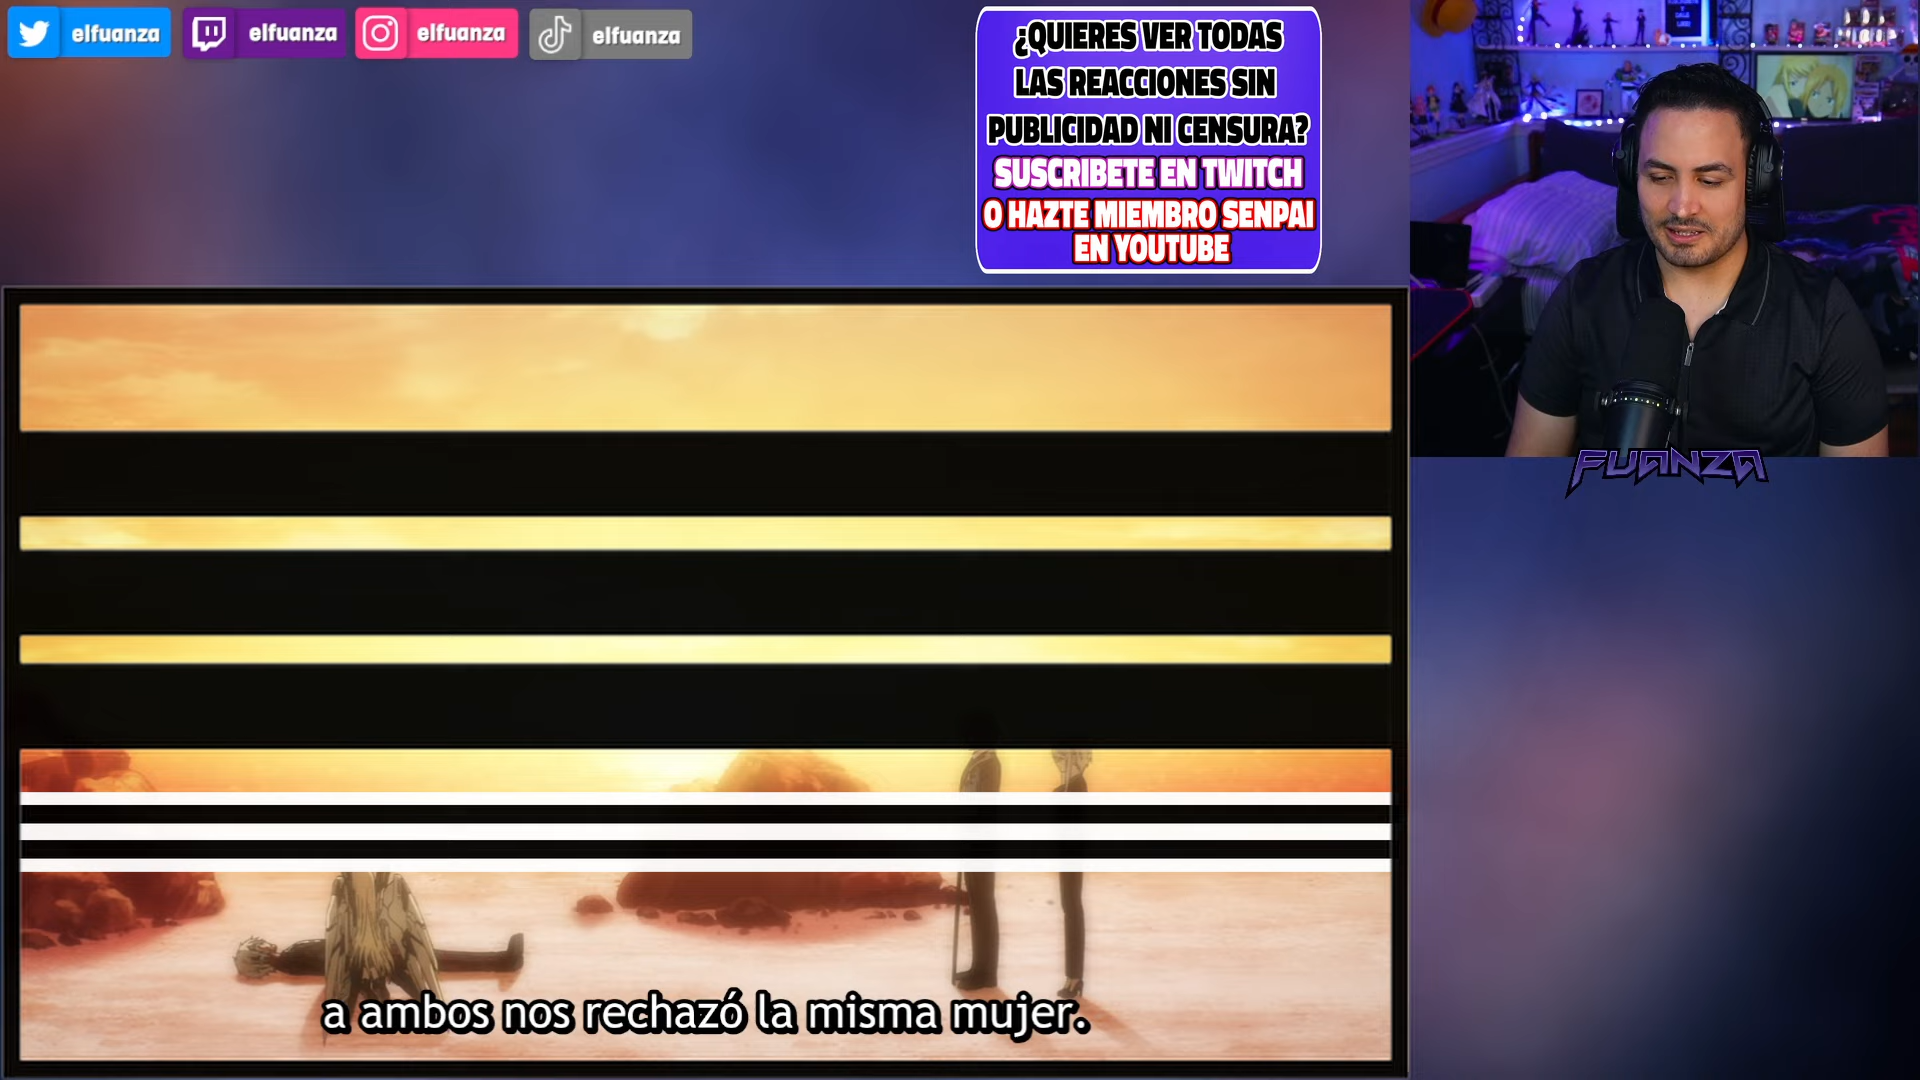 elfuanza
elfuanza
elfuanza
elfuanza
¿QUIERES VER TODAS
LAS REACCIONES SIN
PUBLICIDAD NI CENSURA?
SUSCRIBETE EN TWITCH
O HAZTE MIEMBRO SENPAI
EN YOUTUBE
FUANZA
a ambos nos rechazó la misma mujer.